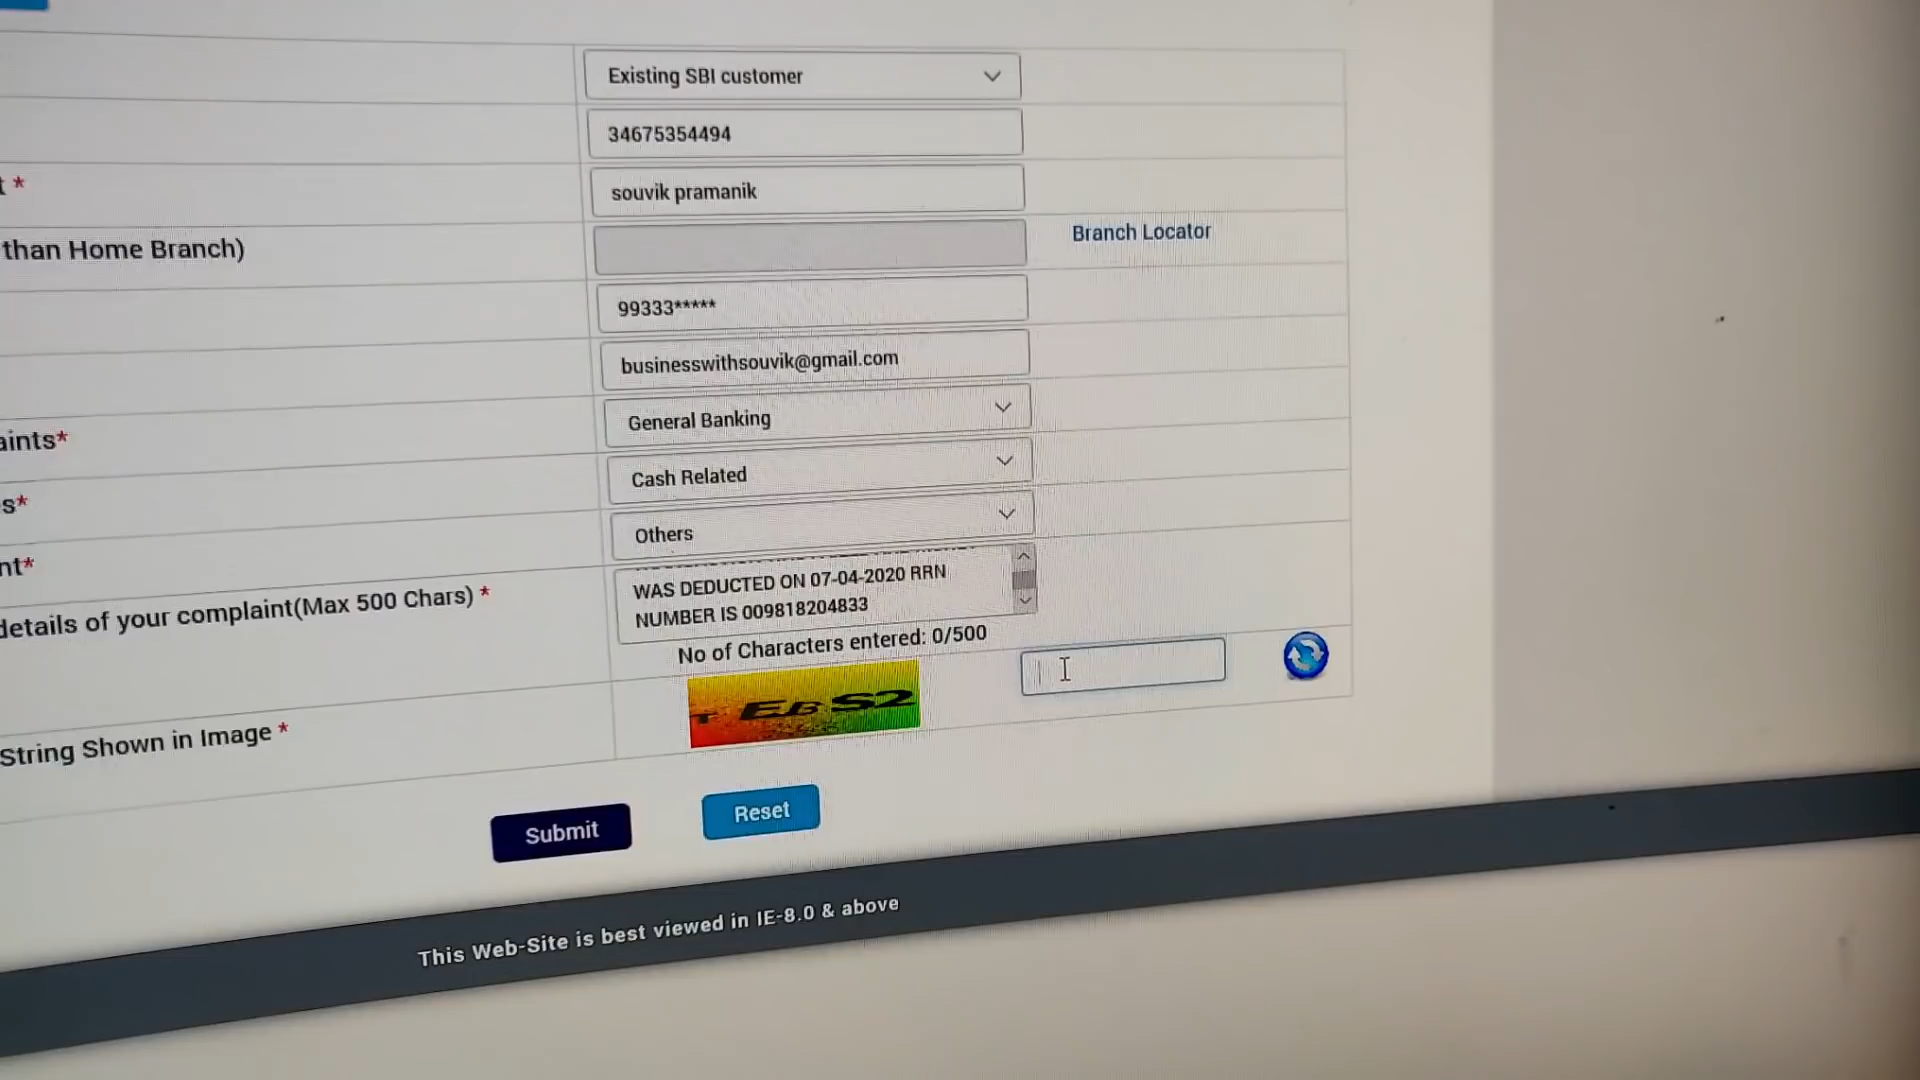 Existing SBI customer
34675354494
t *
souvik pramanik
than Home Branch)
Branch Locator
99333*****
businesswithsouvik@gmail.com
aints*
General Banking
s*
Cash Related
nt*
Others
details of your complaint(Max 500 Chars) *
WAS DEDUCTED ON 07-04-2020 RRN
NUMBER IS 009818204833
No of Characters entered: 0/500
String Shown in Image *
T EB S2
Submit
Reset
This Web-Site is best viewed in IE-8.0 & above